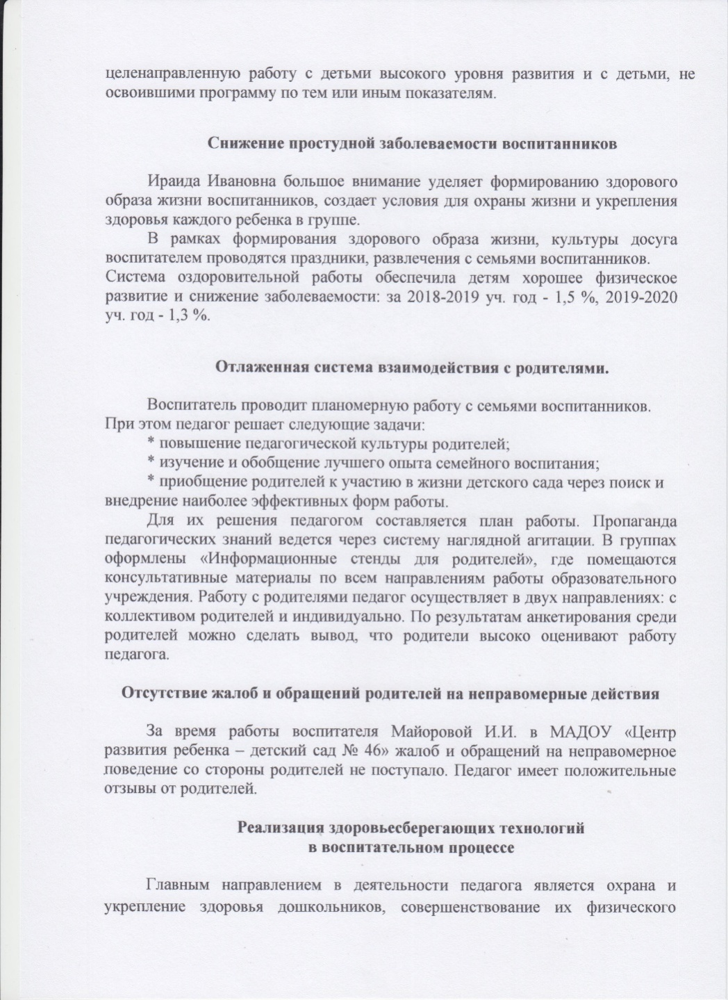 целенаправленную работу с детьми высокого уровня развития и с детьми, не
освоившими программу по тем или иным показателям.
Снижение простудной заболеваемости воспитанников
Ираида Ивановна большое внимание уделяет формированию здорового
образа жизни воспитанников, создает условия для охраны жизни и укрепления
здоровья каждого ребенка в группе.
В рамках формирования здорового образа жизни, культуры досуга
воспитателем проводятся праздники, развлечения с семьями воспитанников.
Система оздоровительной работы обеспечила детям хорошее физическое
развитие и снижение заболеваемости: за 2018-2019 уч. год - 1,5 %, 2019-2020
уч. год - 1,3 %.
Отлаженная система взаимодействия с родителями.
Воспитатель проводит планомерную работу с семьями воспитанников.
При этом педагог решает следующие задачи:
* повышение педагогической культуры родителей;
* изучение и обобщение лучшего опыта семейного воспитания;
* приобщение родителей к участию в жизни детского сада через поиск и
внедрение наиболее эффективных форм работы.
Для их решения педагогом составляется план работы. Пропаганда
педагогических знаний ведется через систему наглядной агитации. В группах
оформлены «Информационные стенды для родителей», где помещаются
консультативные материалы по всем направлениям работы образовательного
учреждения. Работу с родителями педагог осуществляет в двух направлениях: с
коллективом родителей и индивидуально. По результатам анкетирования среди
родителей можно сделать вывод, что родители высоко оценивают работу
педагога.
Отсутствие жалоб и обращений родителей на неправомерные действия
За время работы воспитателя Майоровой И.И. в МАДОУ «Центр
развития ребенка – детский сад № 46» жалоб и обращений на неправомерное
поведение со стороны родителей не поступало. Педагог имеет положительные
отзывы от родителей.
Реализация здоровьесберегающих технологий
в воспитательном процессе
Главным направлением в деятельности педагога является охрана и
укрепление здоровья дошкольников, совершенствование их физического